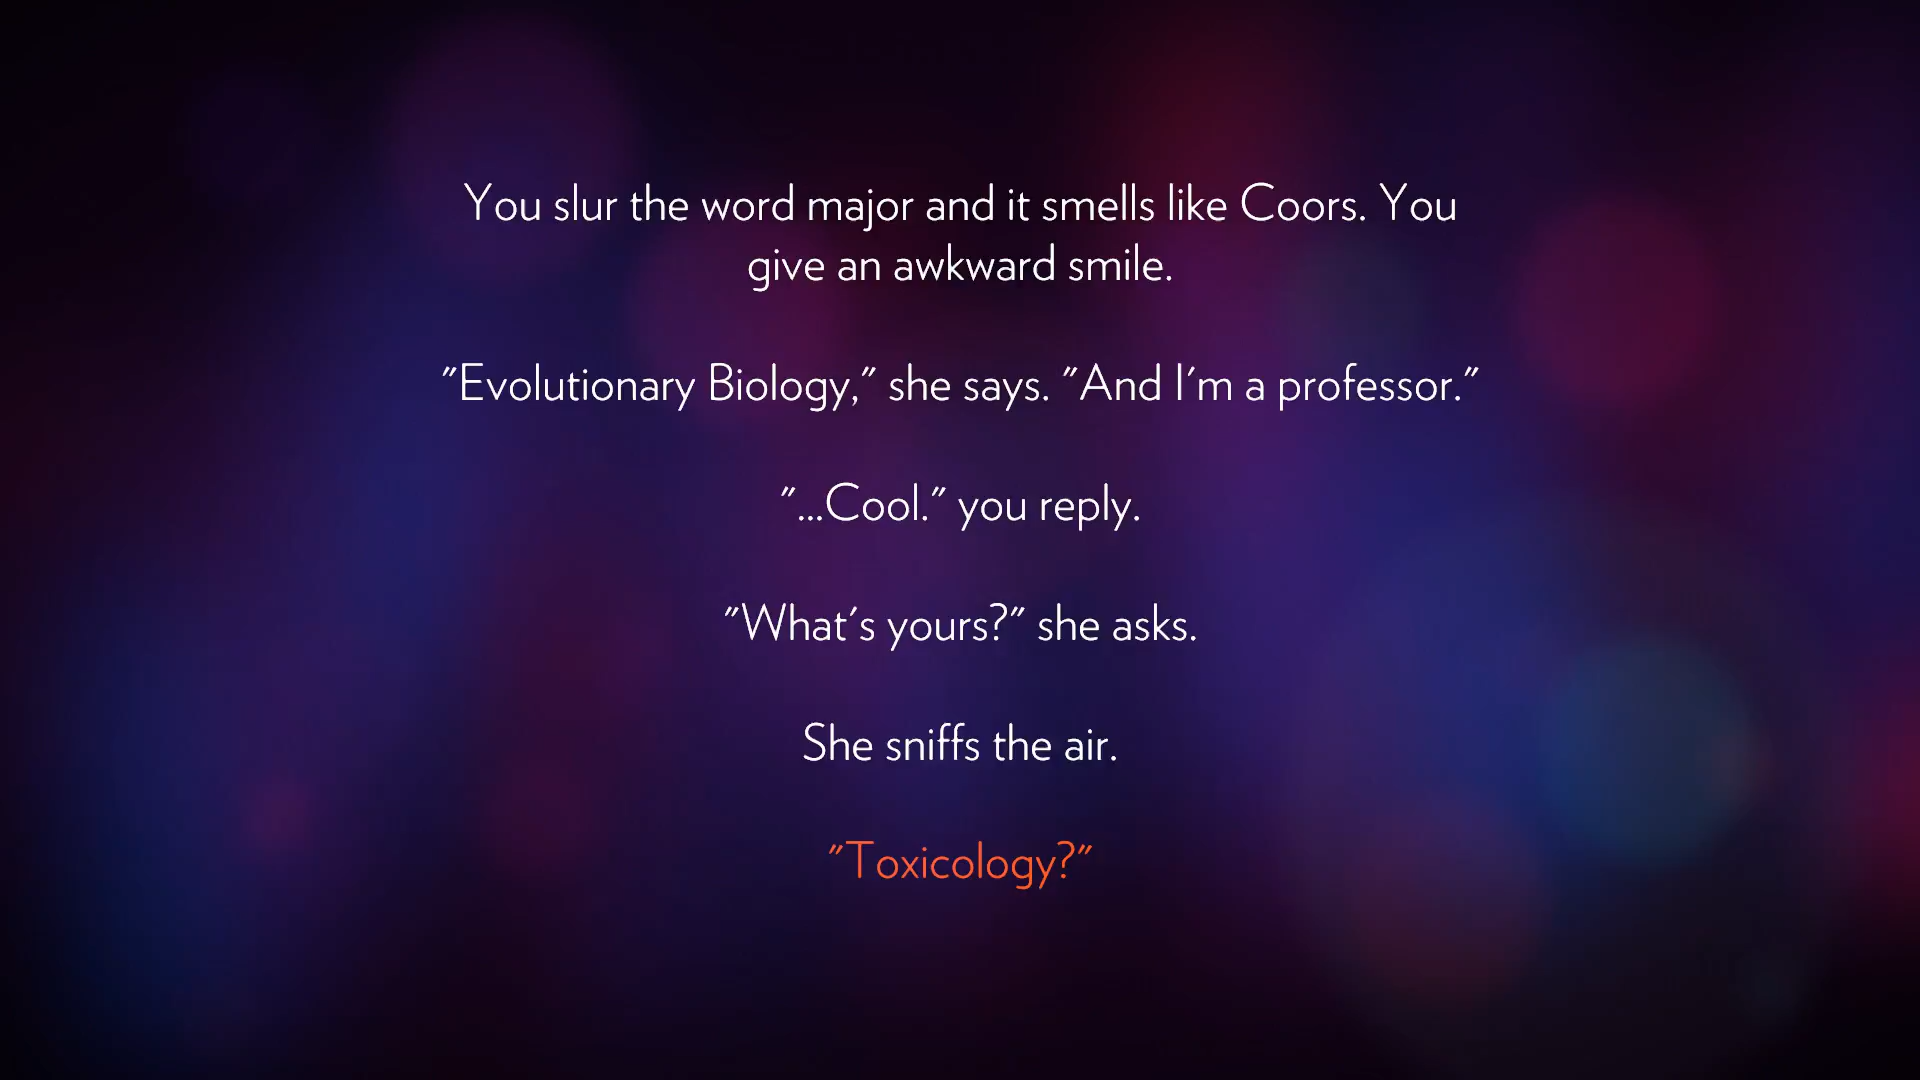 You slur the word major and it smells like Coors. You
give an awkward smile.
"Evolutionary Biology," she says. "And I'm a professor."
"...Cool." you reply.
"What's yours?" she asks.
She sniffs the air.
"Toxicology?"